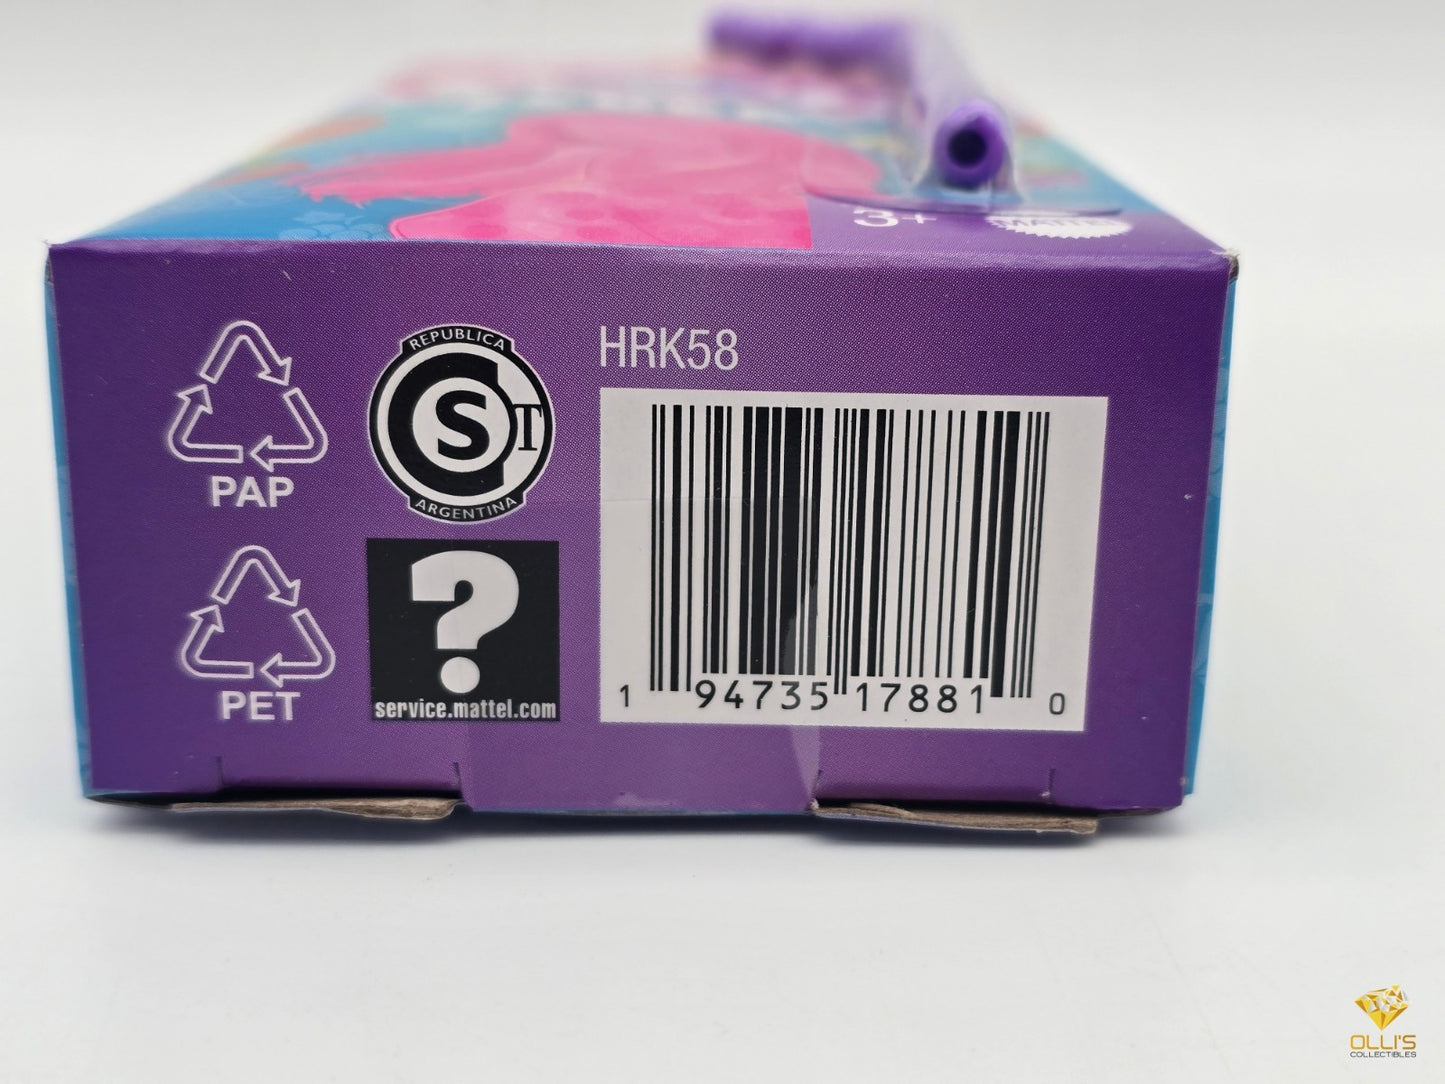 3+
HRK58
REPUBLICA
S
T
ARGENTINA
PAP
PET
?
service.mattel.com
1 94735 17881 0
OLLI'S
COLLECTIBLES